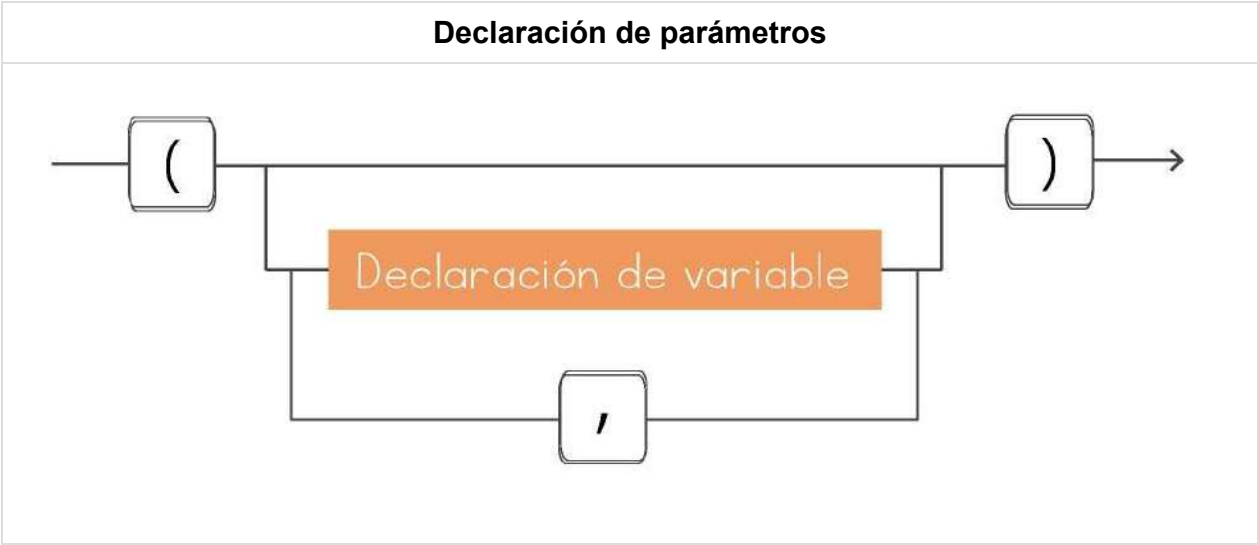 Declaración de parámetros
( )
Declaración de variable
,